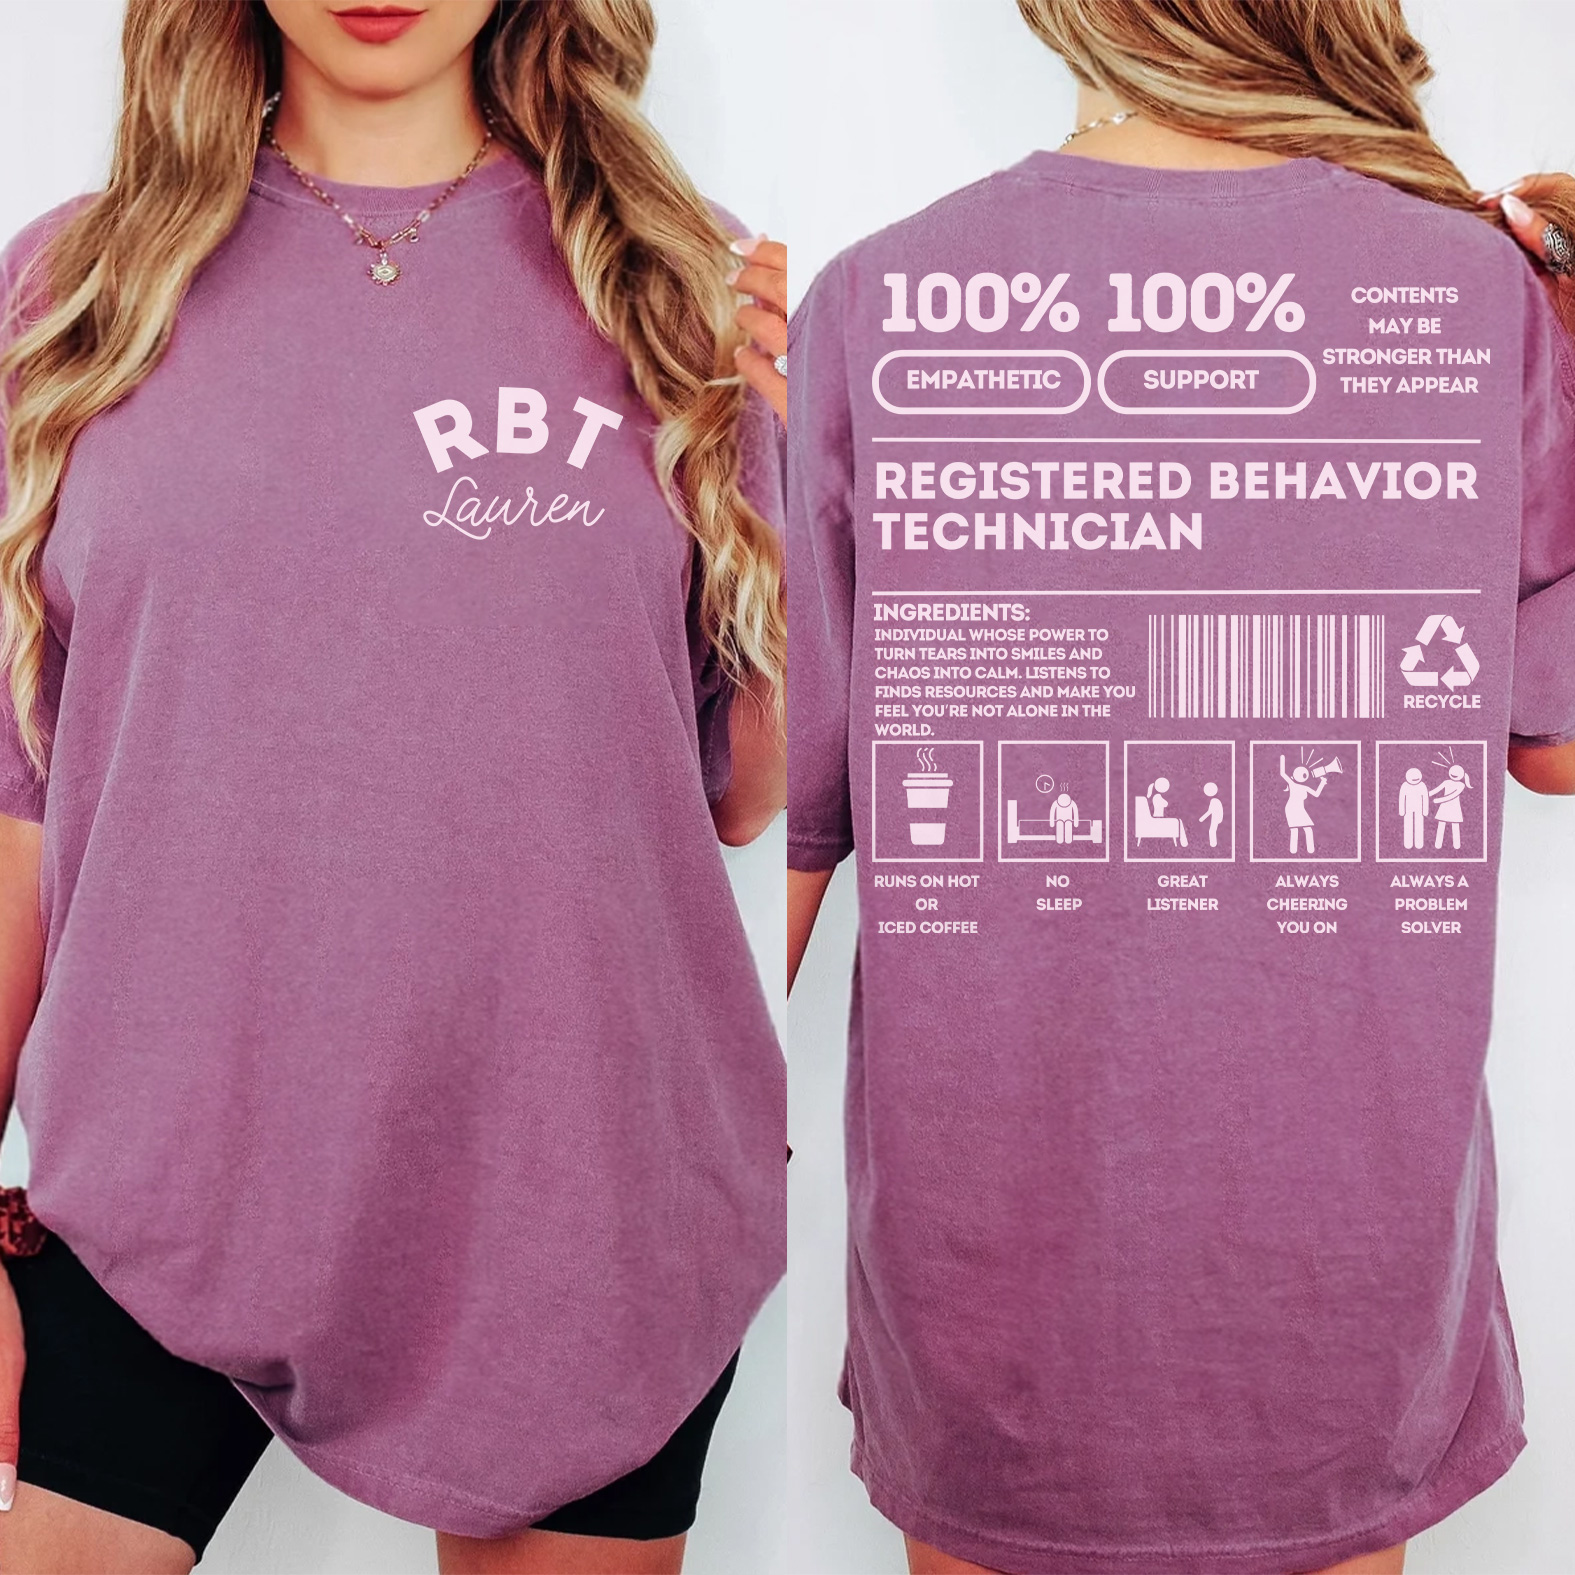 RBT
Lauren
100% 100%
EMPATHETIC
SUPPORT
CONTENTS
MAY BE
STRONGER THAN
THEY APPEAR
REGISTERED BEHAVIOR
TECHNICIAN
INGREDIENTS:
INDIVIDUAL WHOSE POWER TO
TURN TEARS INTO SMILES AND
CHAOS INTO CALM. LISTENS TO
FINDS RESOURCES AND MAKE YOU
FEEL YOU'RE NOT ALONE IN THE
WORLD.
RECYCLE
RUNS ON HOT
OR
ICED COFFEE
NO
SLEEP
GREAT
LISTENER
ALWAYS
CHEERING
YOU ON
ALWAYS A
PROBLEM
SOLVER